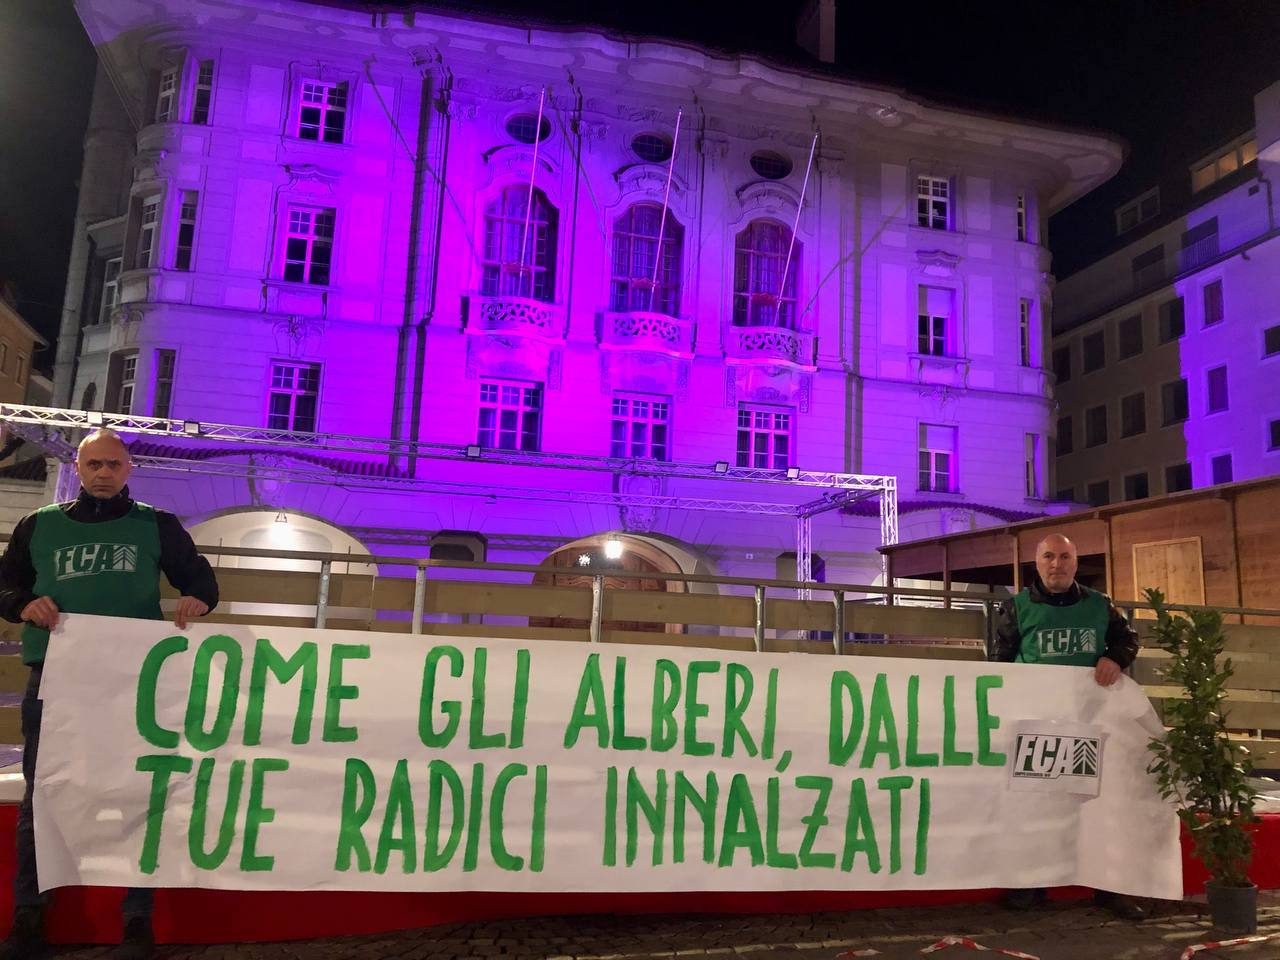 FCA
FCA
COME GLI ALBERI, DALLE
TUE RADICI INNALZATI
FCA